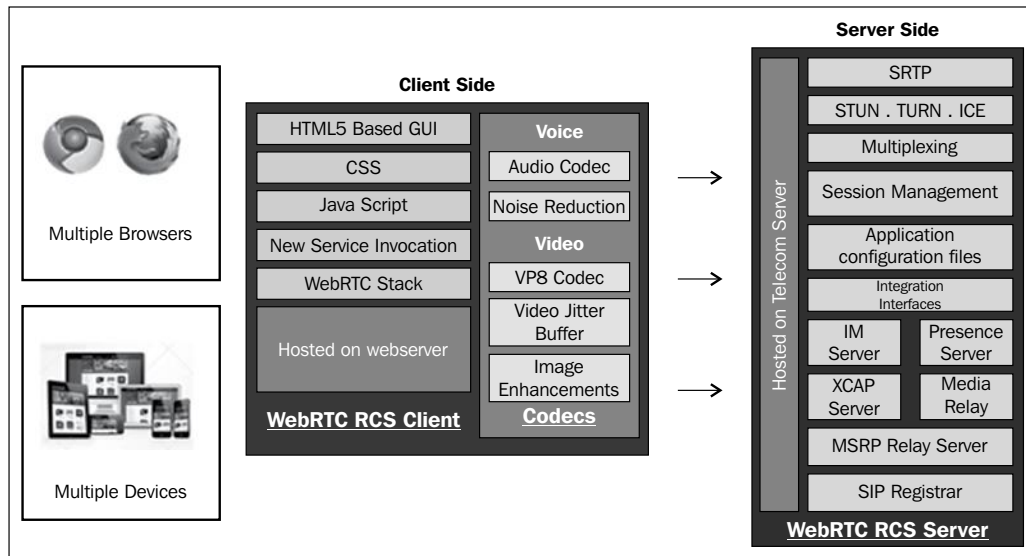 Multiple Browsers
Multiple Devices
Client Side
HTML5 Based GUI
CSS
Java Script
New Service Invocation
WebRTC Stack
Hosted on webserver
WebRTC RCS Client
Voice
Audio Codec
Noise Reduction
Video
VP8 Codec
Video Jitter
Buffer
Image
Enhancements
Codecs
Server Side
Hosted on Telecom Server
SRTP
STUN . TURN . ICE
Multiplexing
Session Management
Application
configuration files
Integration
Interfaces
IM
Server
Presence
Server
XCAP
Server
Media
Relay
MSRP Relay Server
SIP Registrar
WebRTC RCS Server